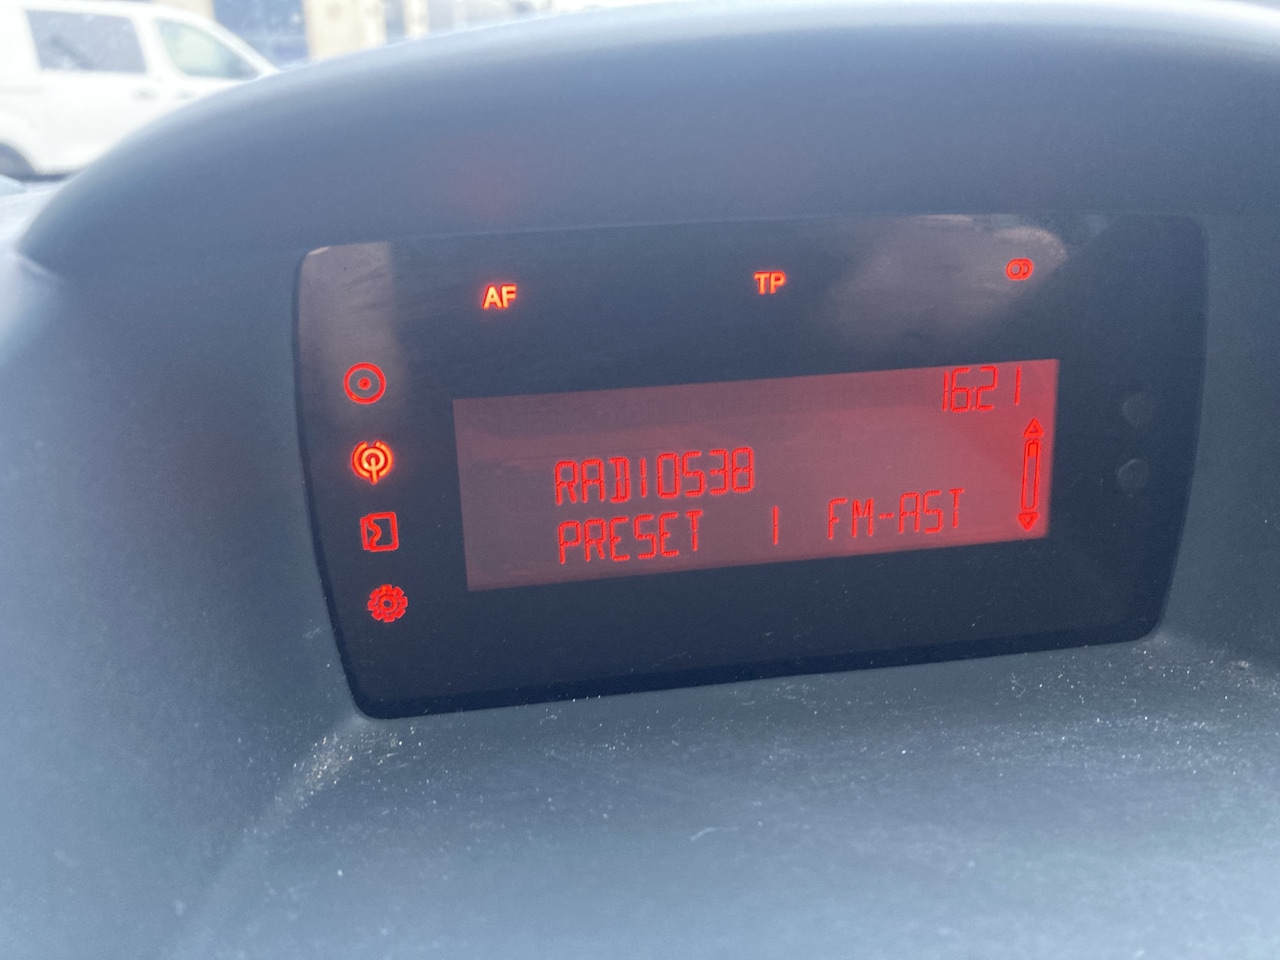 AF TP
16:21
RADIO538
PRESET 1 FM-AST